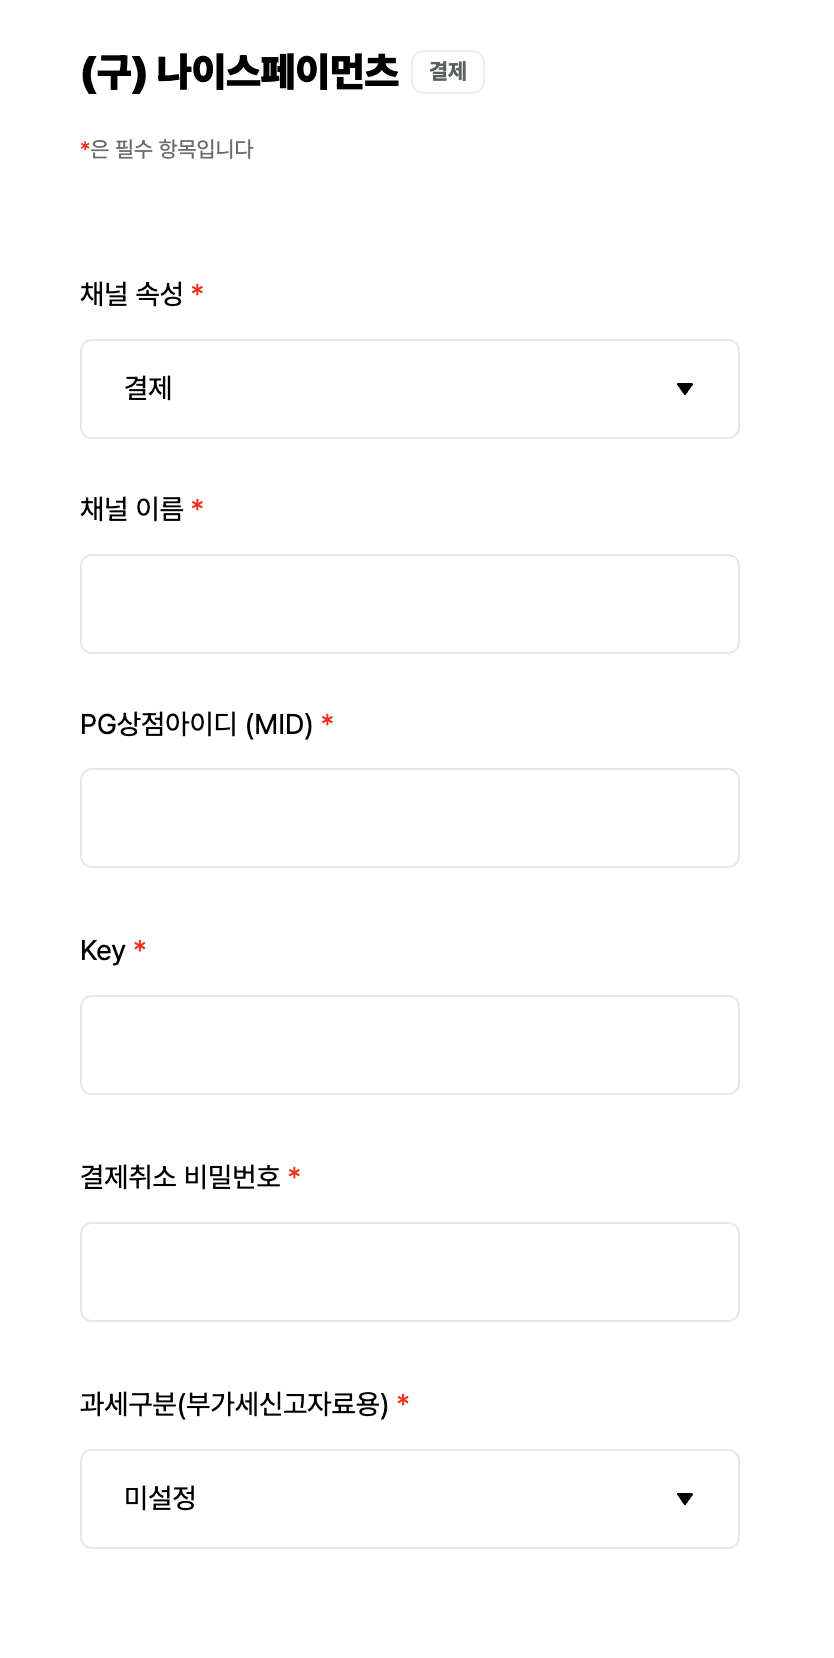 (구) 나이스페이먼츠 결제
*은 필수 항목입니다
채널 속성 *
결제
채널 이름 *
PG상점아이디 (MID) *
Key *
결제취소 비밀번호 *
과세구분(부가세신고자료용) *
미설정